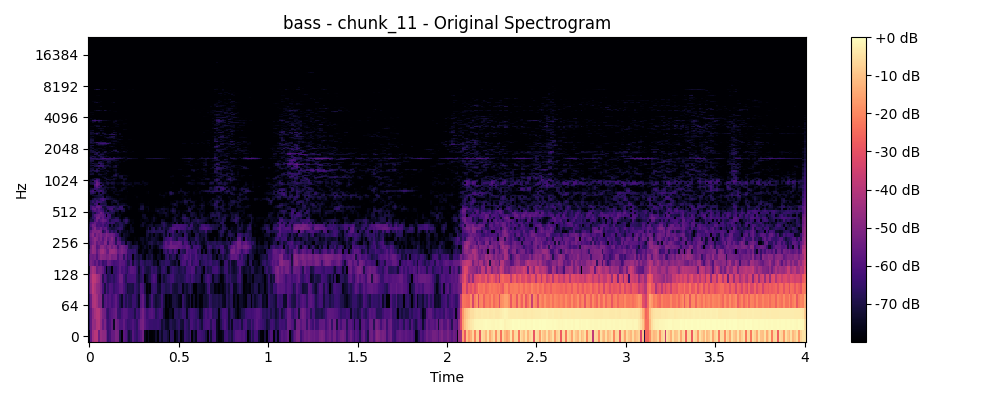 bass - chunk_11 - Original Spectrogram
16384
8192
4096
2048
1024
512
256
128
64
0
Hz
0
0.5
1
1.5
2
2.5
3
3.5
4
Time
+0 dB
-10 dB
-20 dB
-30 dB
-40 dB
-50 dB
-60 dB
-70 dB